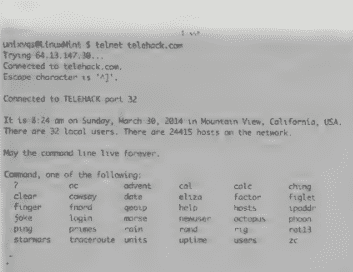 unixvqs@LinuxMint $ telnet telehack.com
Trying 64.13.147.30...
Connected to telehack.com.
Escape character is '^]'.
Connected to TELEHACK port 32
It is 8:24 am on Sunday, March 30, 2014 in Mountain View, California, USA.
There are 32 local users. There are 24415 hosts on the network.
May the command line live forever.
Command, one of the following:
? ac advent cal calc ching
clear cowsay date eliza factor figlet
finger fnord geoip help hosts ipaddr
joke login morse newuser octopus phoon
ping primes rain rand rig rot13
starwars traceroute units uptime users zc
.